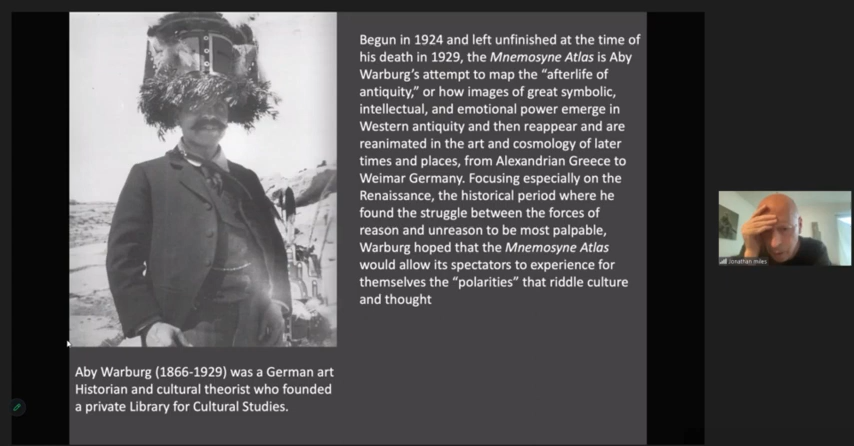 Begun in 1924 and left unfinished at the time of
his death in 1929, the Mnemosyne Atlas is Aby
Warburg's attempt to map the "afterlife of
antiquity," or how images of great symbolic,
intellectual, and emotional power emerge in
Western antiquity and then reappear and are
reanimated in the art and cosmology of later
times and places, from Alexandrian Greece to
Weimar Germany. Focusing especially on the
Renaissance, the historical period where he
found the struggle between the forces of
reason and unreason to be most palpable,
Warburg hoped that the Mnemosyne Atlas
would allow its spectators to experience for
themselves the "polarities" that riddle culture
and thought
Aby Warburg (1866-1929) was a German art
Historian and cultural theorist who founded
a private Library for Cultural Studies.
Jonathan miles